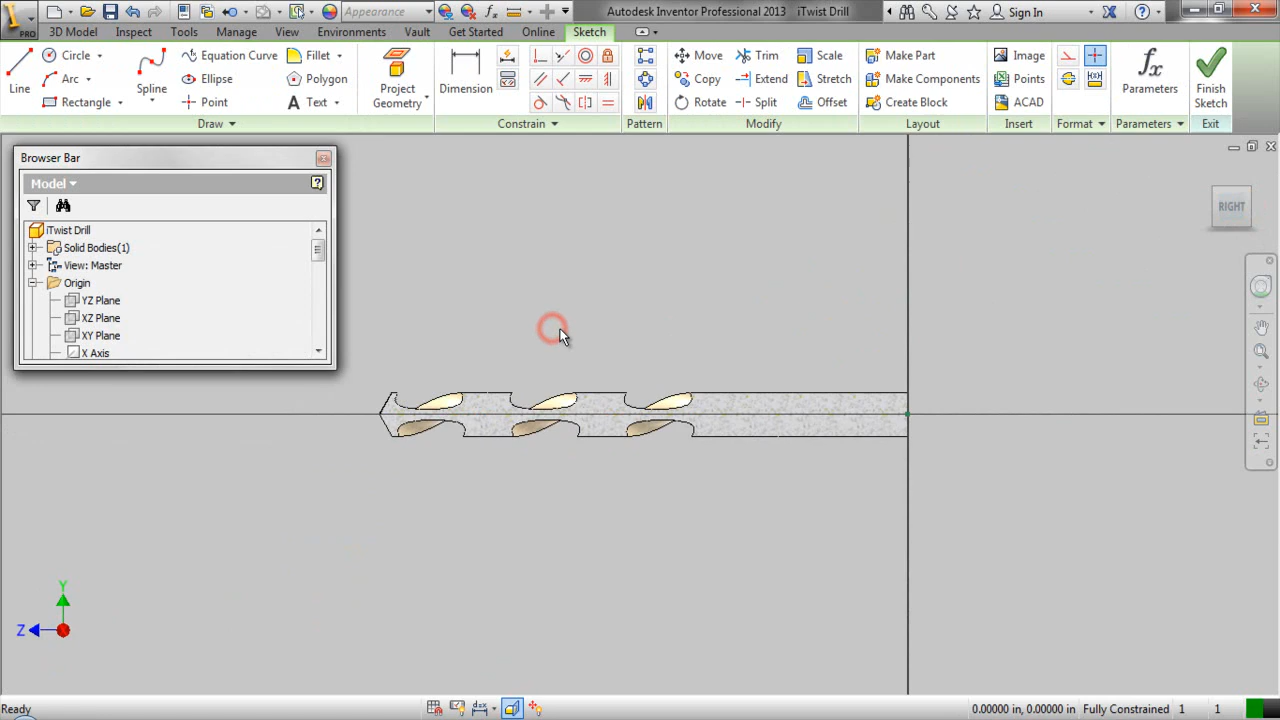 Appearance
Autodesk Inventor Professional 2013 iTwist Drill
Sign In
PRO
3D Model Inspect Tools Manage View Environments Vault Get Started Online Sketch
Line
Circle
Arc
Rectangle
Spline
Equation Curve
Ellipse
Point
Fillet
Polygon
Text
Project
Geometry
Dimension
Move
Copy
Rotate
Trim
Extend
Split
Scale
Stretch
Offset
Make Part
Make Components
Create Block
Image
Points
ACAD
Parameters
Finish
Sketch
Draw Constrain Pattern Modify Layout Insert Format Parameters Exit
Browser Bar
Model
iTwist Drill
Solid Bodies(1)
View: Master
Origin
YZ Plane
XZ Plane
XY Plane
X Axis
RIGHT
Y
Z
Ready
0.00000 in, 0.00000 in Fully Constrained 1 1